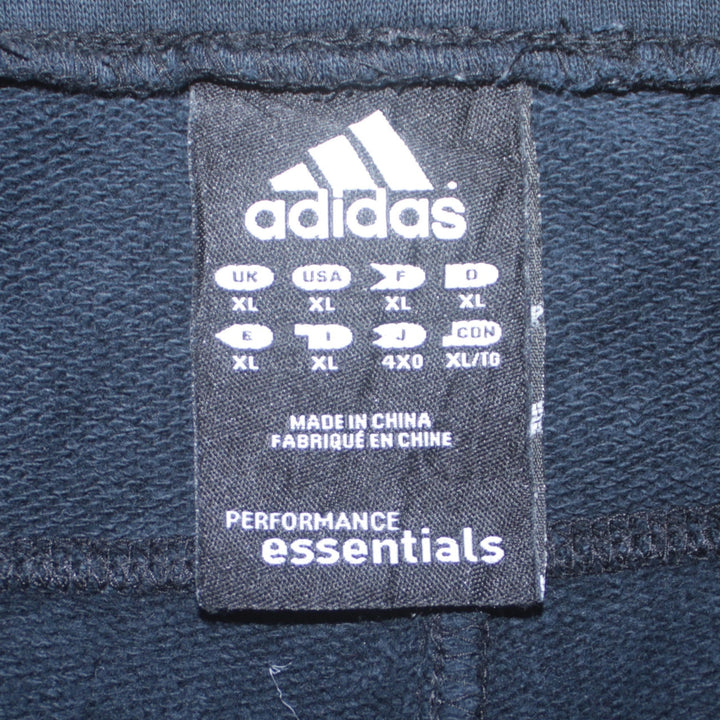 adidas
UK USA F D
XL XL XL XL
E I J CDN
XL XL 4XO XL/TG
MADE IN CHINA
FABRIQUÉ EN CHINE
PERFORMANCE
essentials